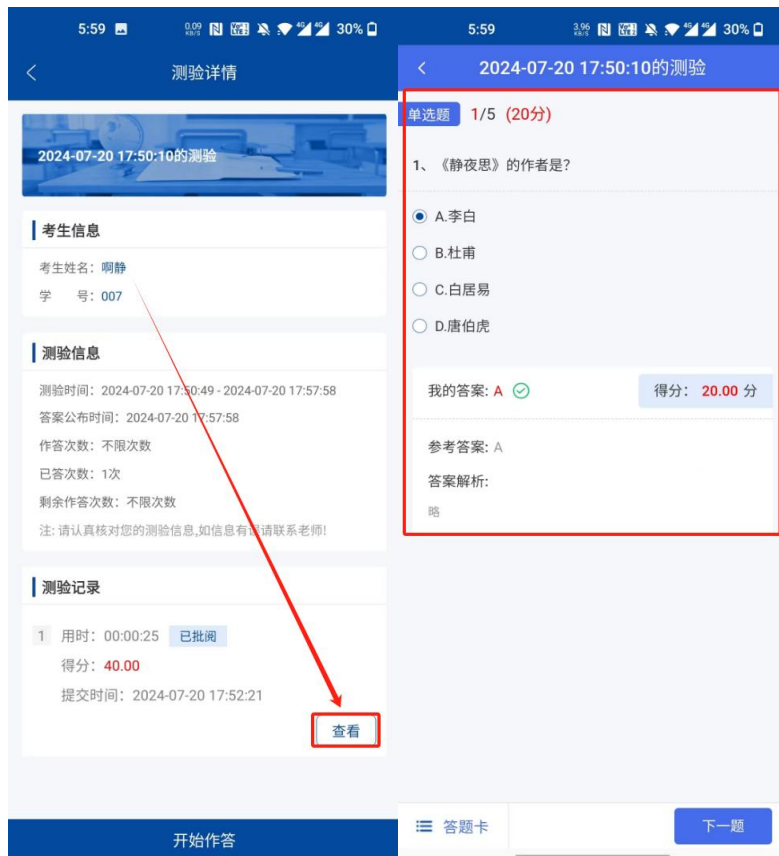 5:59
0.09 KB/S
30%
测验详情
2024-07-20 17:50:10的测验
考生信息
考生姓名：啊静
学 号：007
测验信息
测验时间：2024-07-20 17:50:49 - 2024-07-20 17:57:58
答案公布时间：2024-07-20 17:57:58
作答次数：不限次数
已答次数：1次
剩余作答次数：不限次数
注：请认真核对您的测验信息,如信息有误请联系老师!
测验记录
1 用时：00:00:25 已批阅
得分：40.00
提交时间：2024-07-20 17:52:21
查看
开始作答
5:59
3.96 KB/S
30%
2024-07-20 17:50:10的测验
单选题 1/5 (20分)
1、《静夜思》的作者是？
A.李白
B.杜甫
C.白居易
D.唐伯虎
我的答案: A 得分： 20.00 分
参考答案: A
答案解析:
略
答题卡 下一题